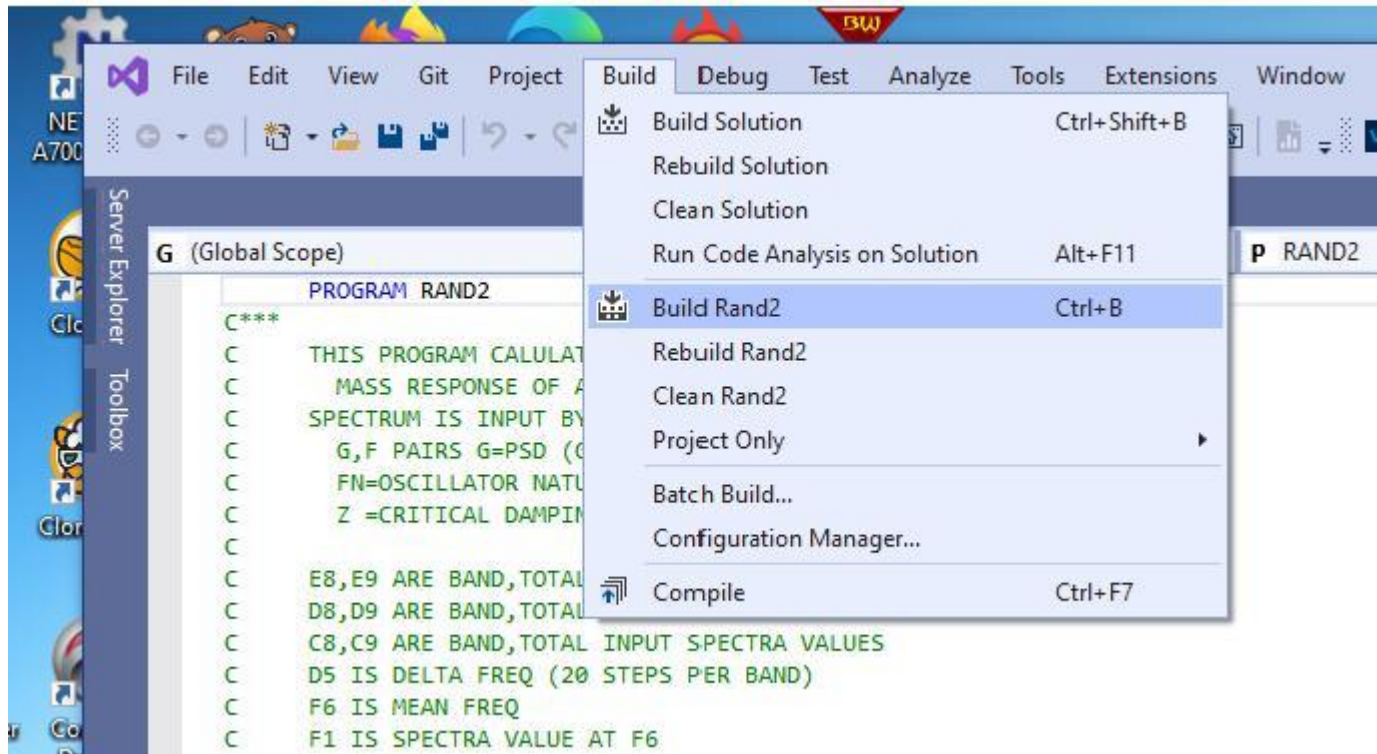 BW
File Edit View Git Project Build Debug Test Analyze Tools Extensions Window
NE
A700
Build Solution Ctrl+Shift+B
Rebuild Solution
Clean Solution
Run Code Analysis on Solution Alt+F11
Build Rand2 Ctrl+B
Rebuild Rand2
Clean Rand2
Project Only
Batch Build...
Configuration Manager...
Compile Ctrl+F7
Server Explorer
Toolbox
G (Global Scope)
P RAND2
PROGRAM RAND2
C***
C THIS PROGRAM CALULAT
C MASS RESPONSE OF A
C SPECTRUM IS INPUT BY
C G,F PAIRS G=PSD (G
C FN=OSCILLATOR NATU
C Z =CRITICAL DAMPIN
C
C E8,E9 ARE BAND,TOTAL
C D8,D9 ARE BAND,TOTAL
C C8,C9 ARE BAND,TOTAL INPUT SPECTRA VALUES
C D5 IS DELTA FREQ (20 STEPS PER BAND)
C F6 IS MEAN FREQ
C F1 IS SPECTRA VALUE AT F6
Clo
Clon